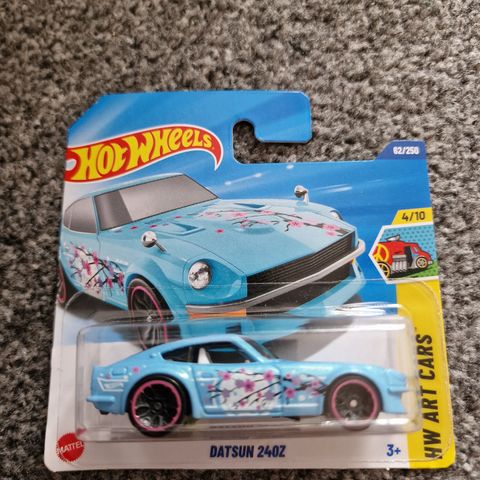 HOT WHEELS
62/250
4/10
HW ART CARS
MATTEL
DATSUN 240Z
3+